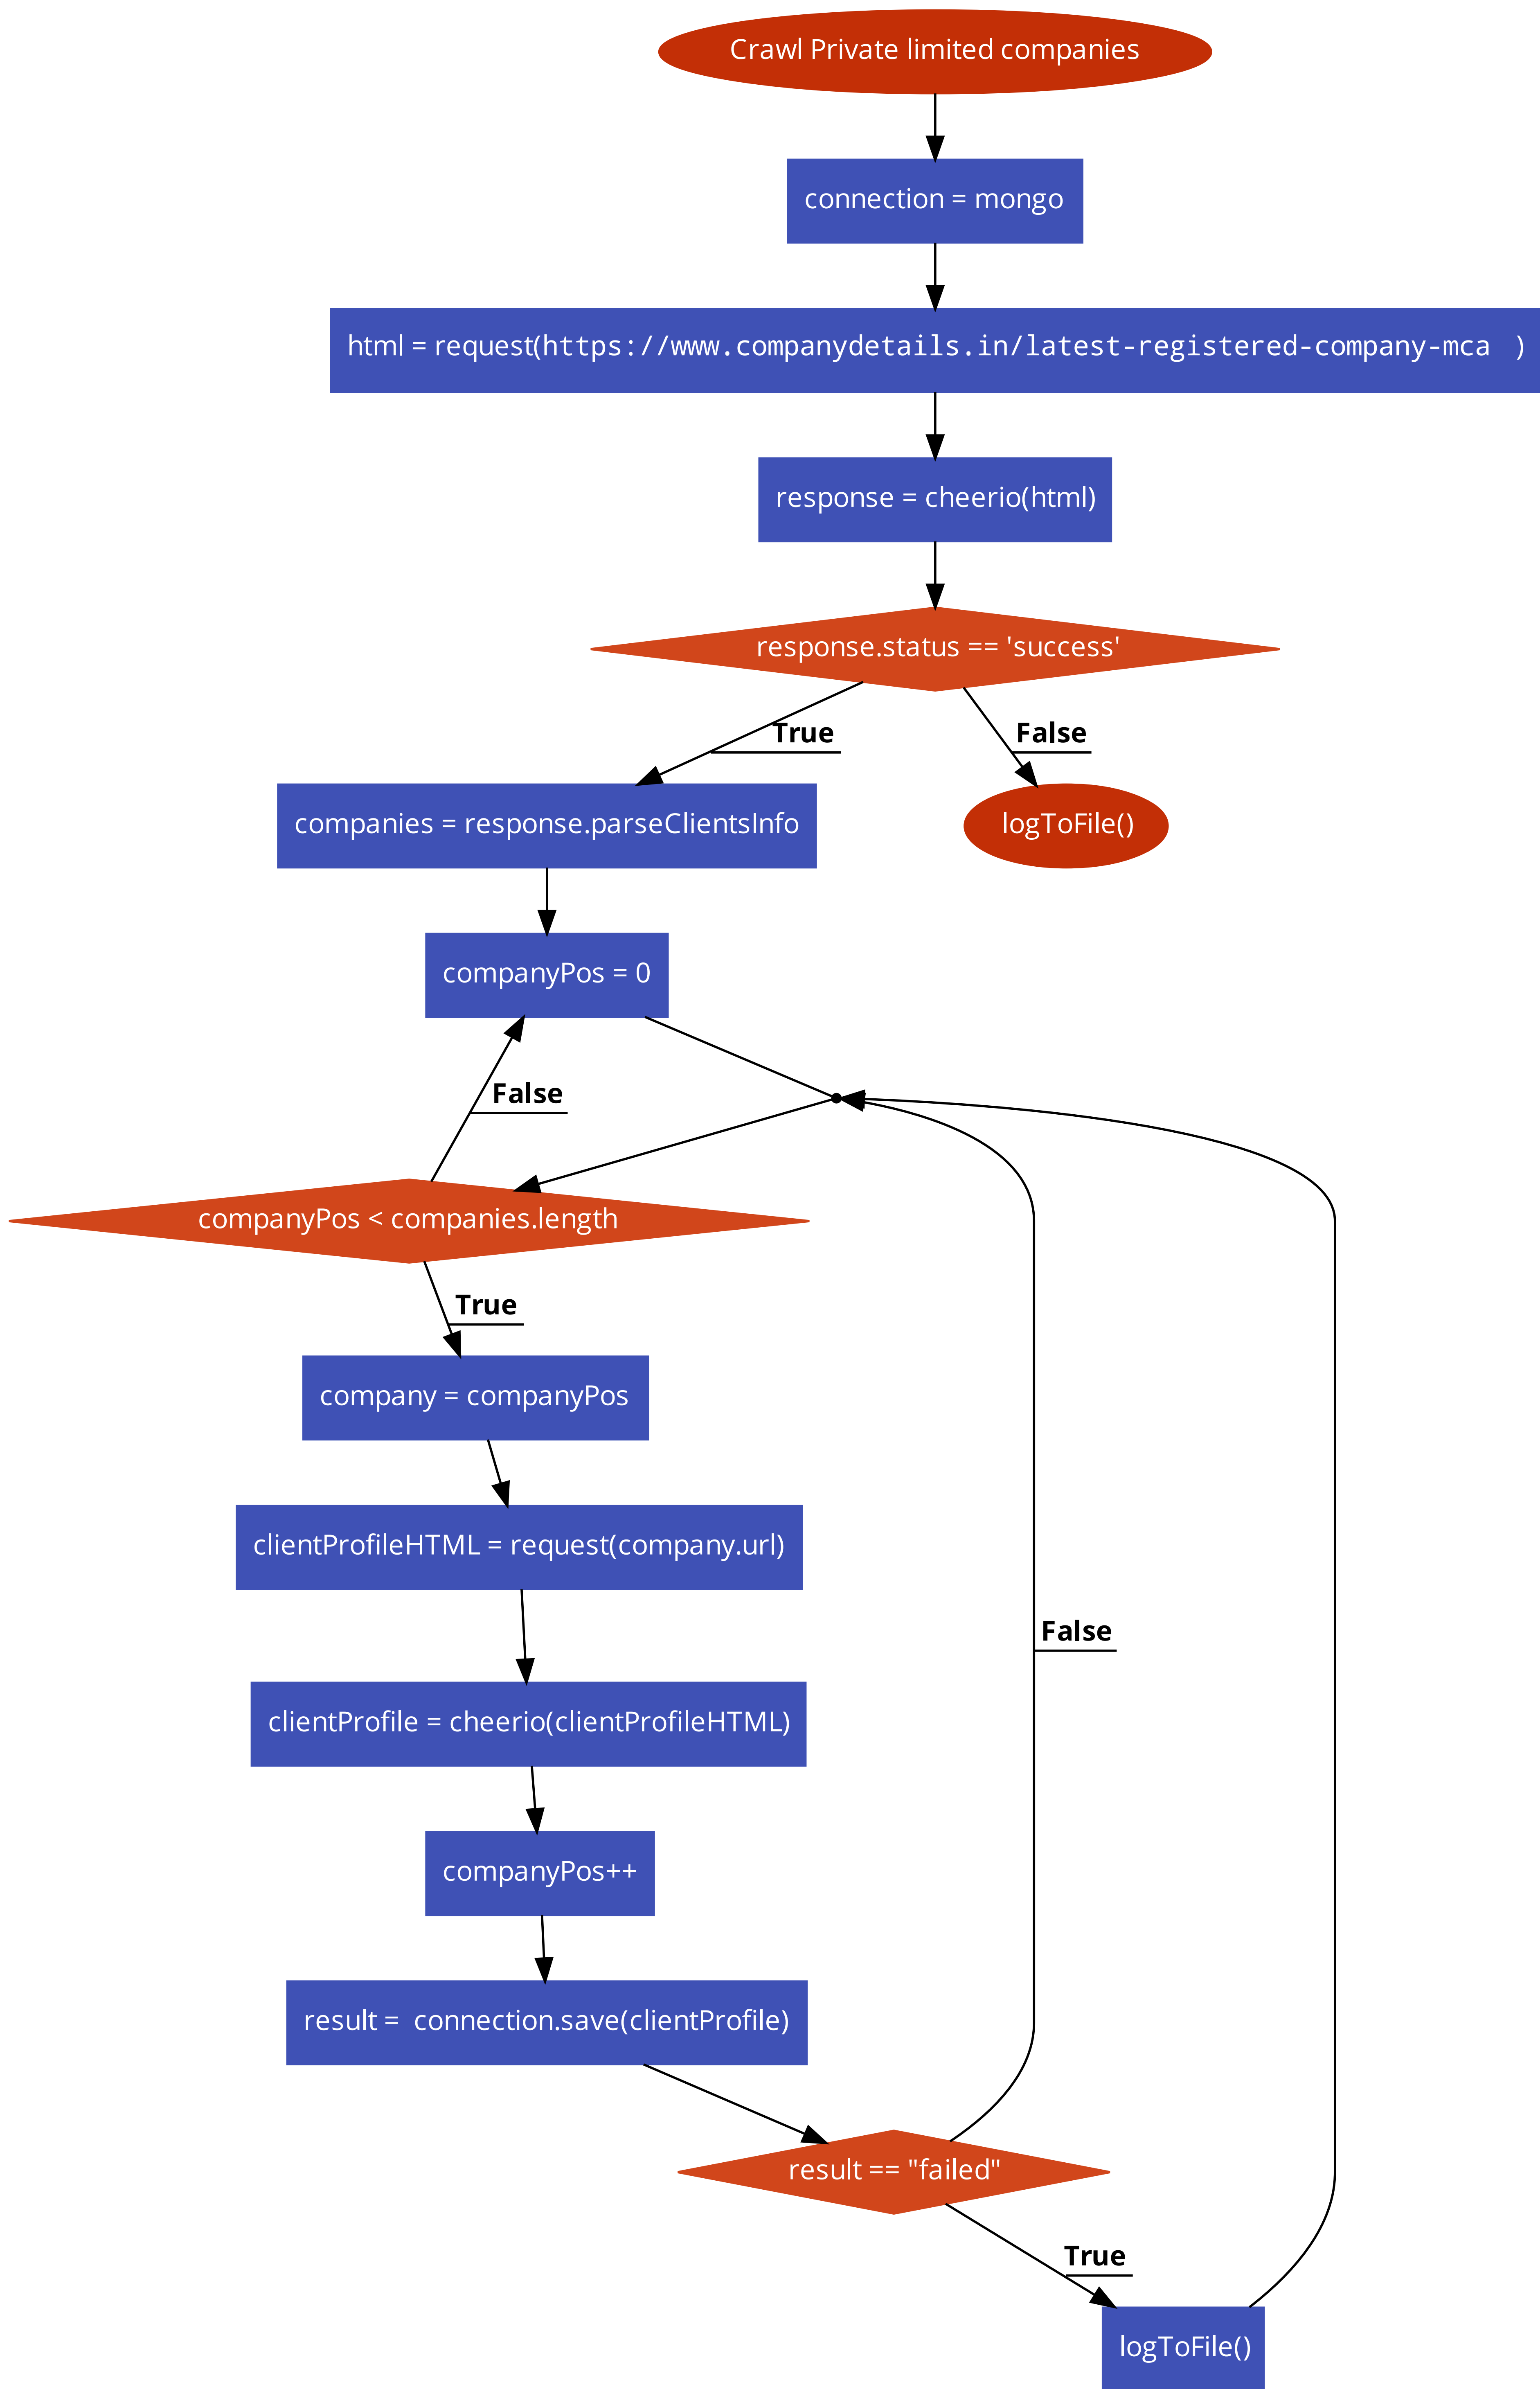 Crawl Private limited companies
connection = mongo
html = request(https://www.companydetails.in/latest-registered-company-mca )
response = cheerio(html)
response.status == 'success'
True
False
companies = response.parseClientsInfo
logToFile()
companyPos = 0
False
companyPos < companies.length
True
company = companyPos
clientProfileHTML = request(company.url)
False
clientProfile = cheerio(clientProfileHTML)
companyPos++
result =  connection.save(clientProfile)
result == "failed"
True
logToFile()